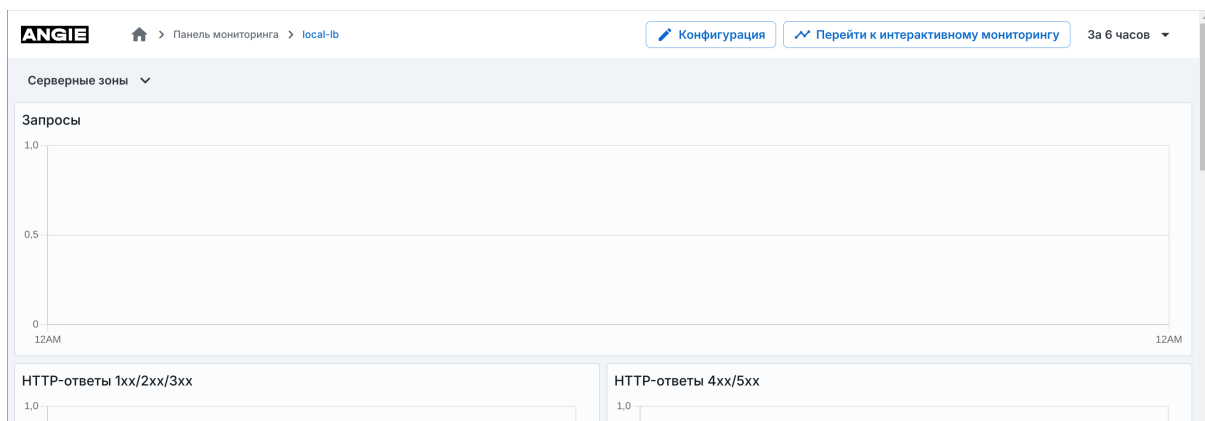 ANGIE
Панель мониторинга
local-lb
Конфигурация
Перейти к интерактивному мониторингу
За 6 часов
Серверные зоны
Запросы
1,0
0,5
0
12AM
12AM
HTTP-ответы 1xx/2xx/3xx
HTTP-ответы 4xx/5xx
1,0
1,0